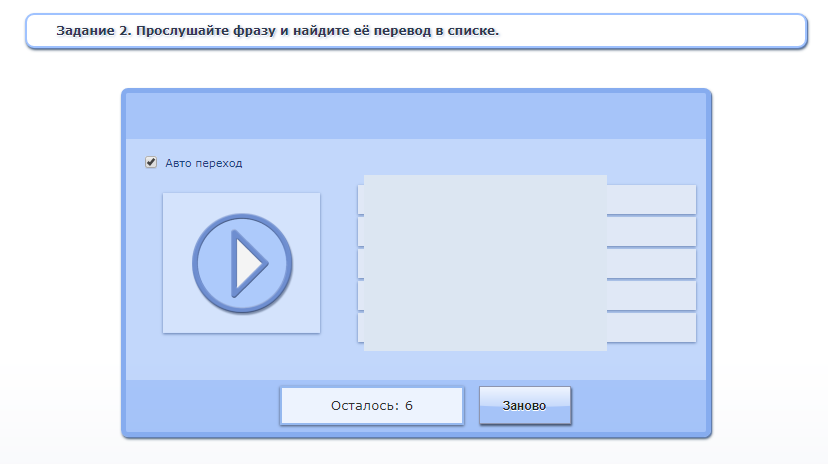 Задание 2. Прослушайте фразу и найдите её перевод в списке.
Авто переход
Осталось: 6
Заново